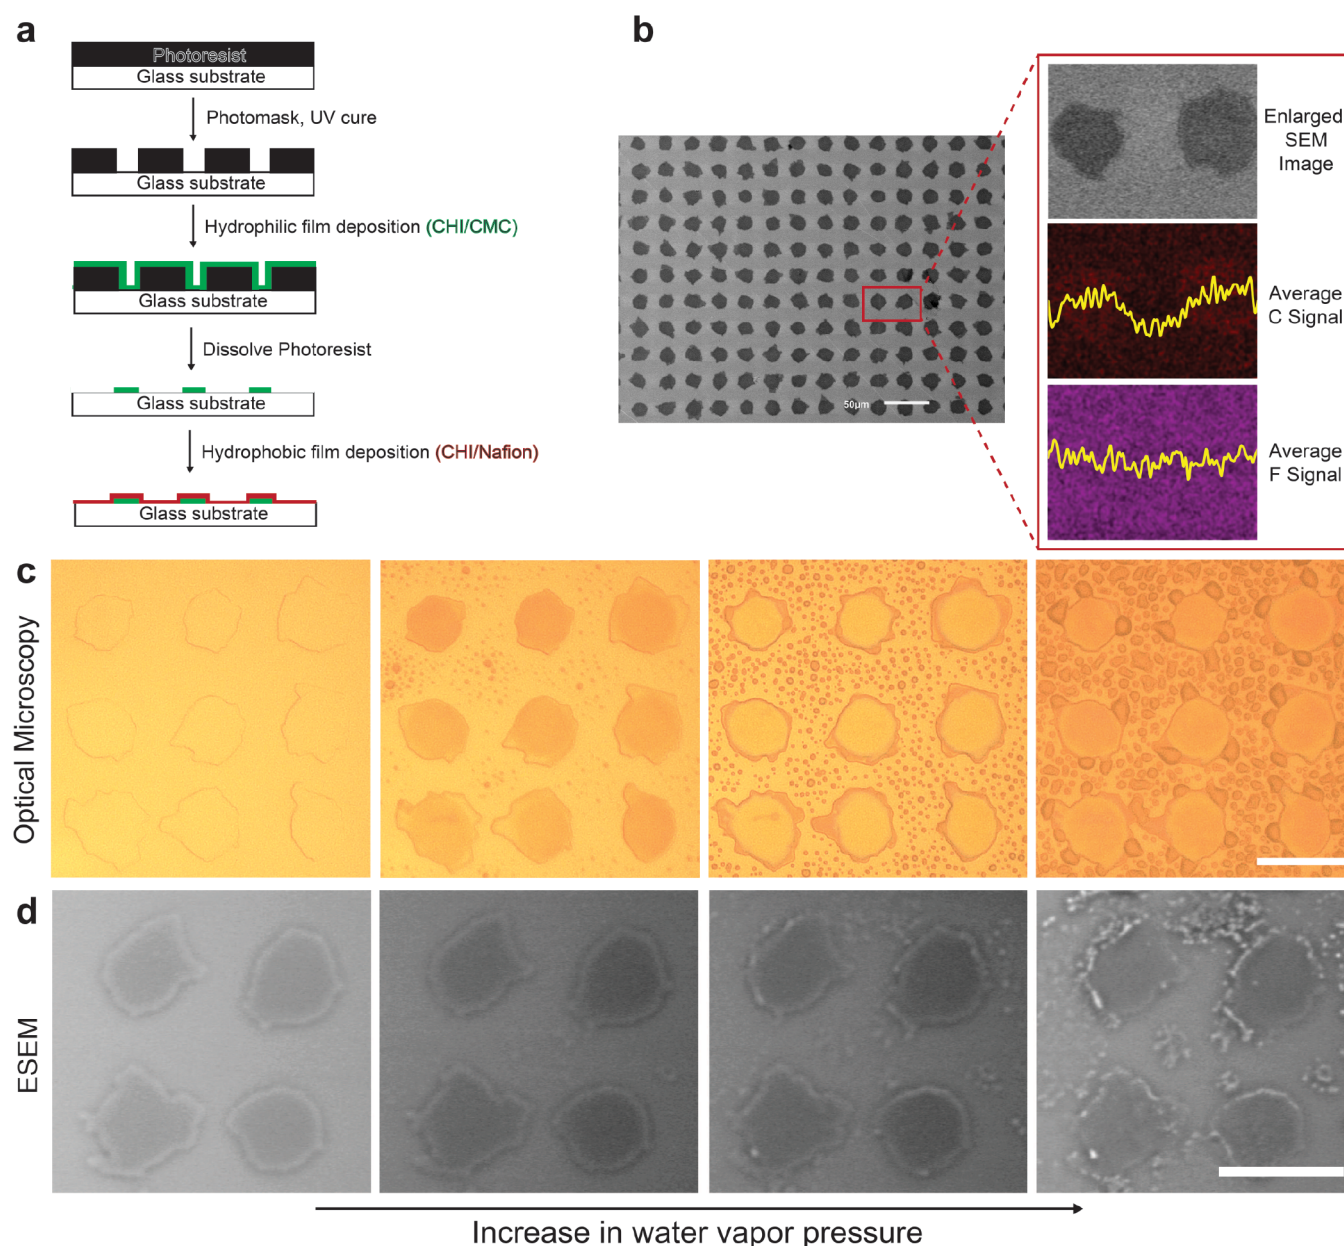 a
Photoresist
Glass substrate
Photomask, UV cure
Glass substrate
Hydrophilic film deposition (CHI/CMC)
Glass substrate
Dissolve Photoresist
Glass substrate
Hydrophobic film deposition (CHI/Nafion)
Glass substrate
b
50μm
Enlarged
SEM
Image
Average
C Signal
Average
F Signal
c
Optical Microscopy
d
ESEM
Increase in water vapor pressure